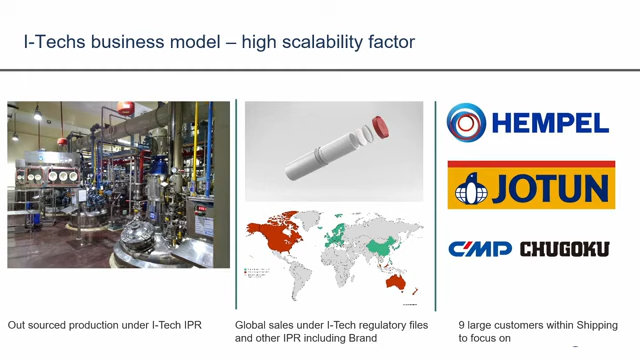 I-Techs business model – high scalability factor
HEMPEL
JOTUN
CMP CHUGOKU
Out sourced production under I-Tech IPR
Global sales under I-Tech regulatory files
and other IPR including Brand
9 large customers within Shipping
to focus on